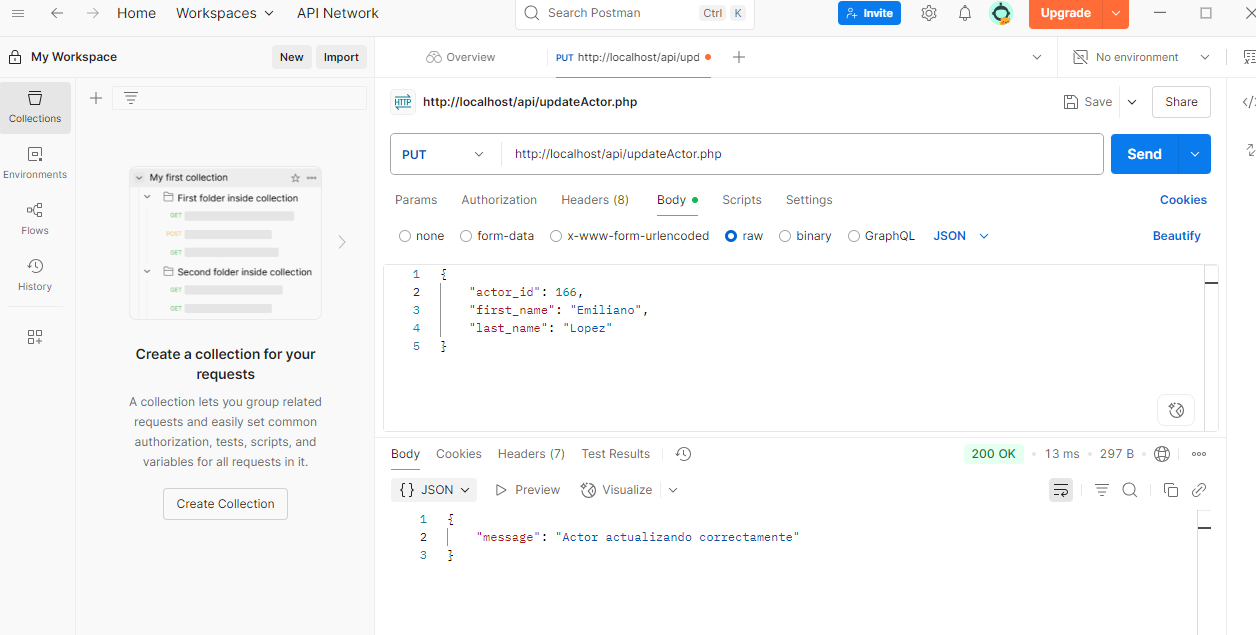 Home Workspaces API Network Search Postman Ctrl K Invite Upgrade
My Workspace New Import Overview PUT http://localhost/api/upd No environment
Collections
Environments
Flows
History
My first collection
First folder inside collection
GET
POST
GET
Second folder inside collection
GET
GET
Create a collection for your
requests
A collection lets you group related
requests and easily set common
authorization, tests, scripts, and
variables for all requests in it.
Create Collection
HTTP http://localhost/api/updateActor.php Save Share
PUT http://localhost/api/updateActor.php Send
Params Authorization Headers (8) Body Scripts Settings Cookies
none form-data x-www-form-urlencoded raw binary GraphQL JSON Beautify
1 {
2 "actor_id": 166,
3 "first_name": "Emiliano",
4 "last_name": "Lopez"
5 }
Body Cookies Headers (7) Test Results 200 OK 13 ms 297 B
{} JSON Preview Visualize
1 {
2 "message": "Actor actualizando correctamente"
3 }